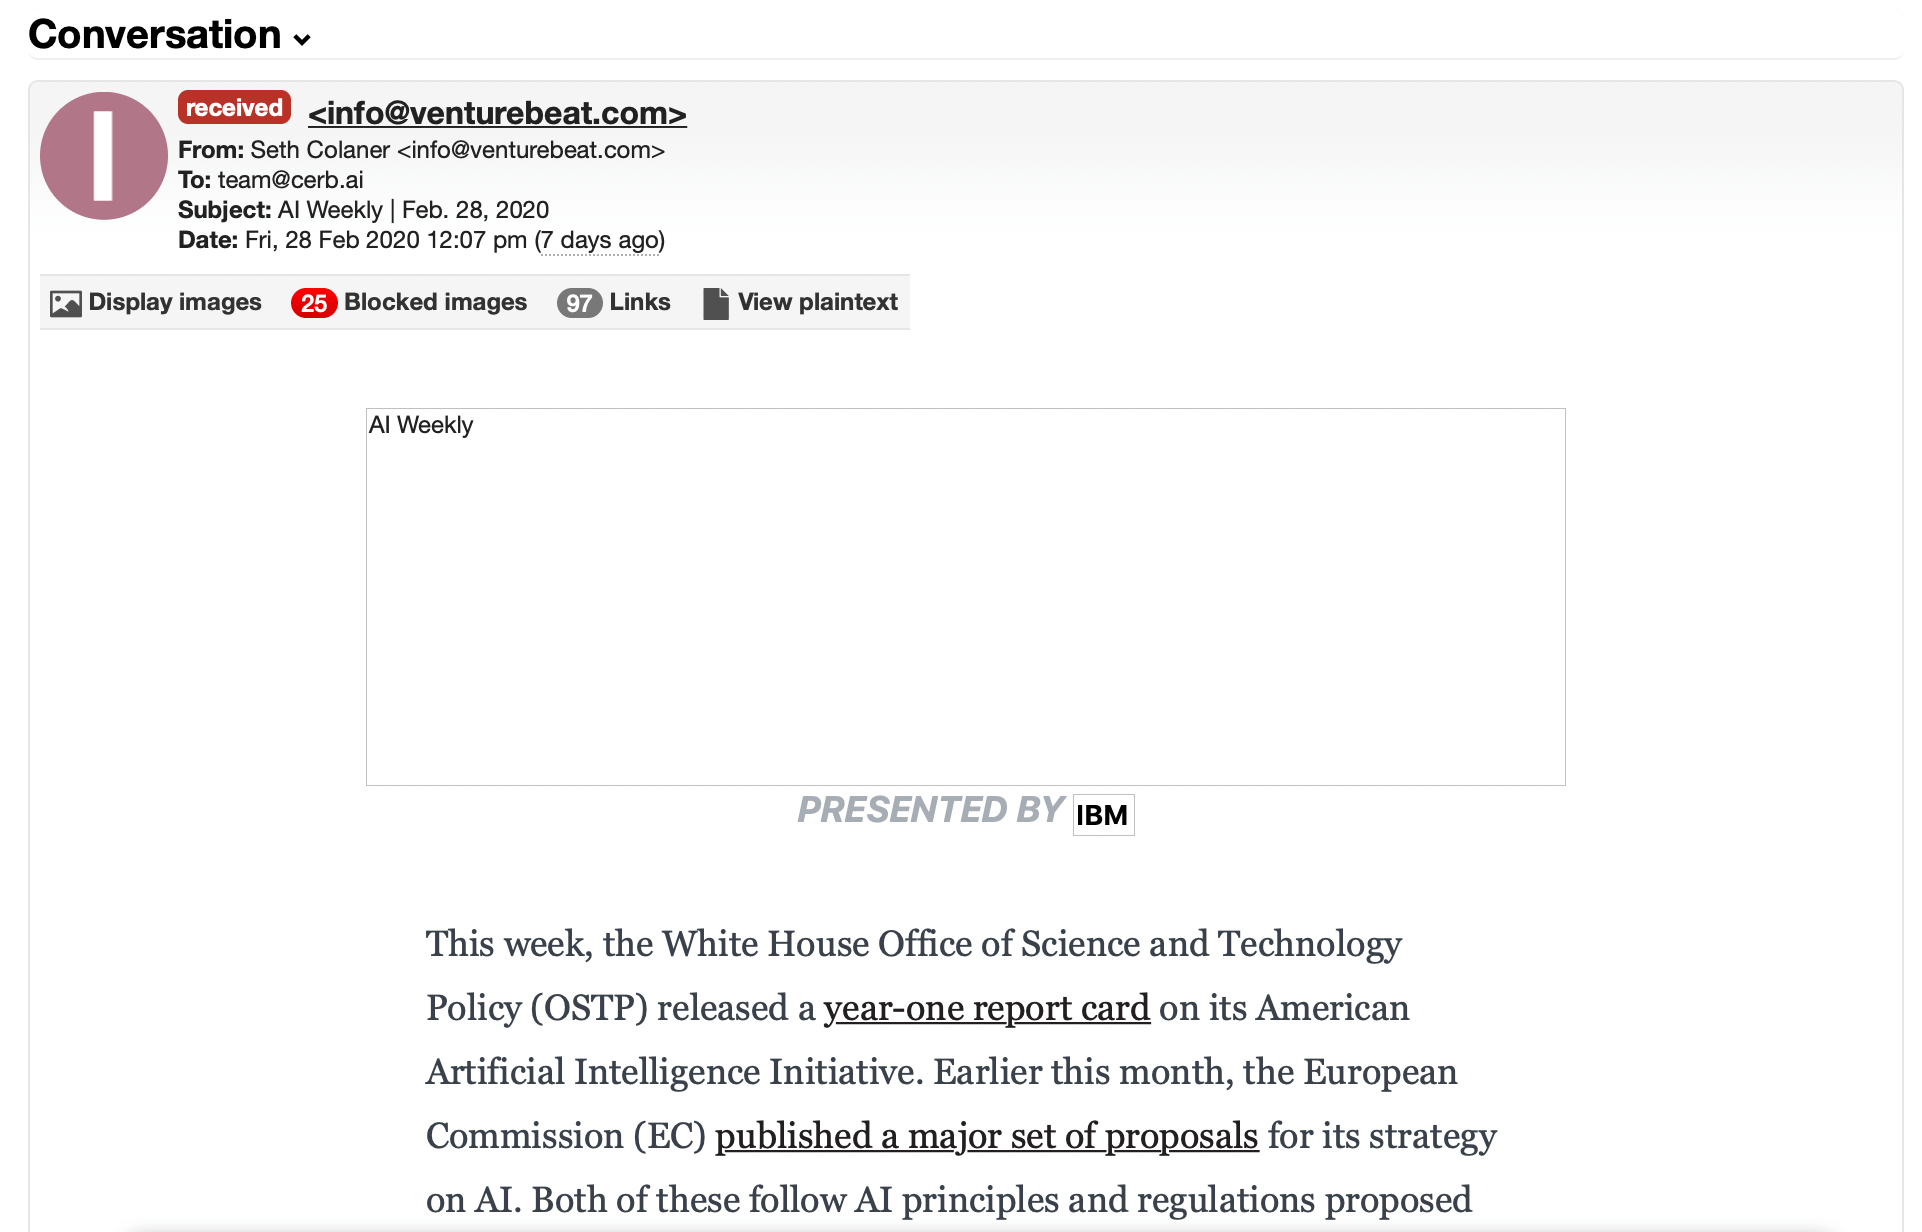 Conversation
I
received <info@venturebeat.com>
From: Seth Colaner <info@venturebeat.com>
To: team@cerb.ai
Subject: AI Weekly | Feb. 28, 2020
Date: Fri, 28 Feb 2020 12:07 pm (7 days ago)
Display images 25 Blocked images 97 Links View plaintext
AI Weekly
PRESENTED BY IBM
This week, the White House Office of Science and Technology
Policy (OSTP) released a year-one report card on its American
Artificial Intelligence Initiative. Earlier this month, the European
Commission (EC) published a major set of proposals for its strategy
on AI. Both of these follow AI principles and regulations proposed